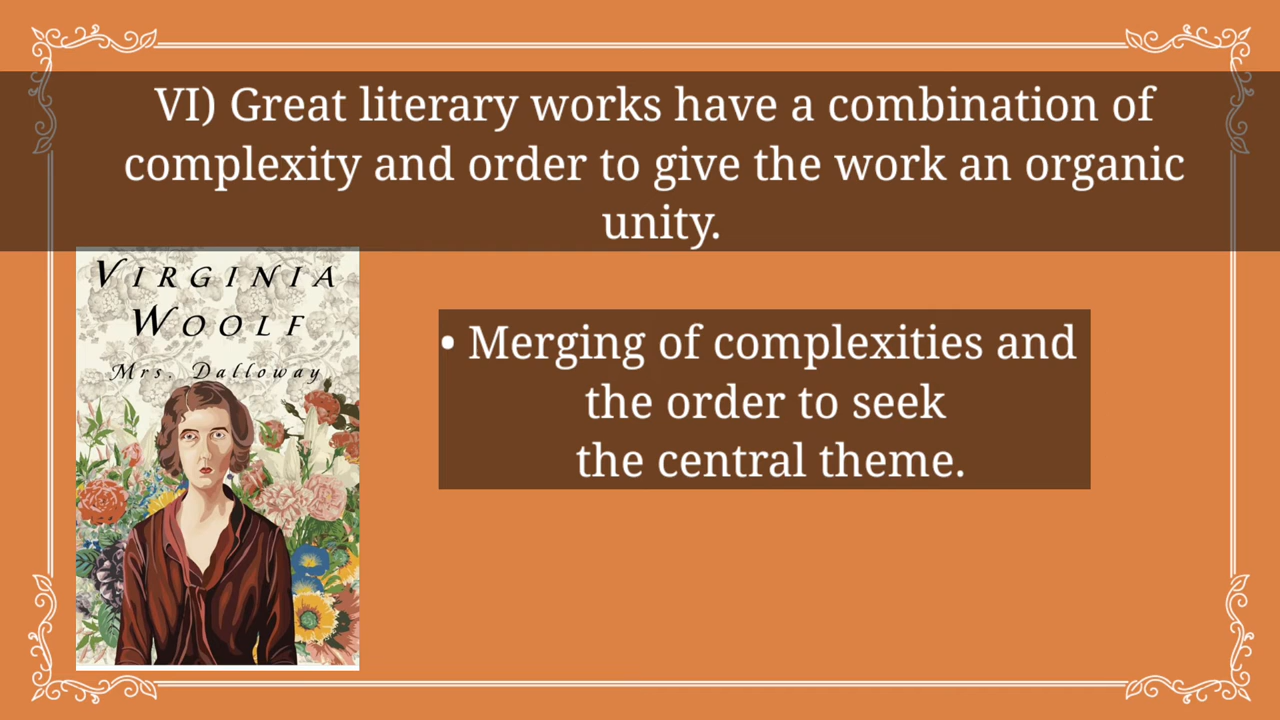 VI) Great literary works have a combination of
complexity and order to give the work an organic
unity.
VIRGINIA
WOOLF
Mrs. Dalloway
• Merging of complexities and
the order to seek
the central theme.